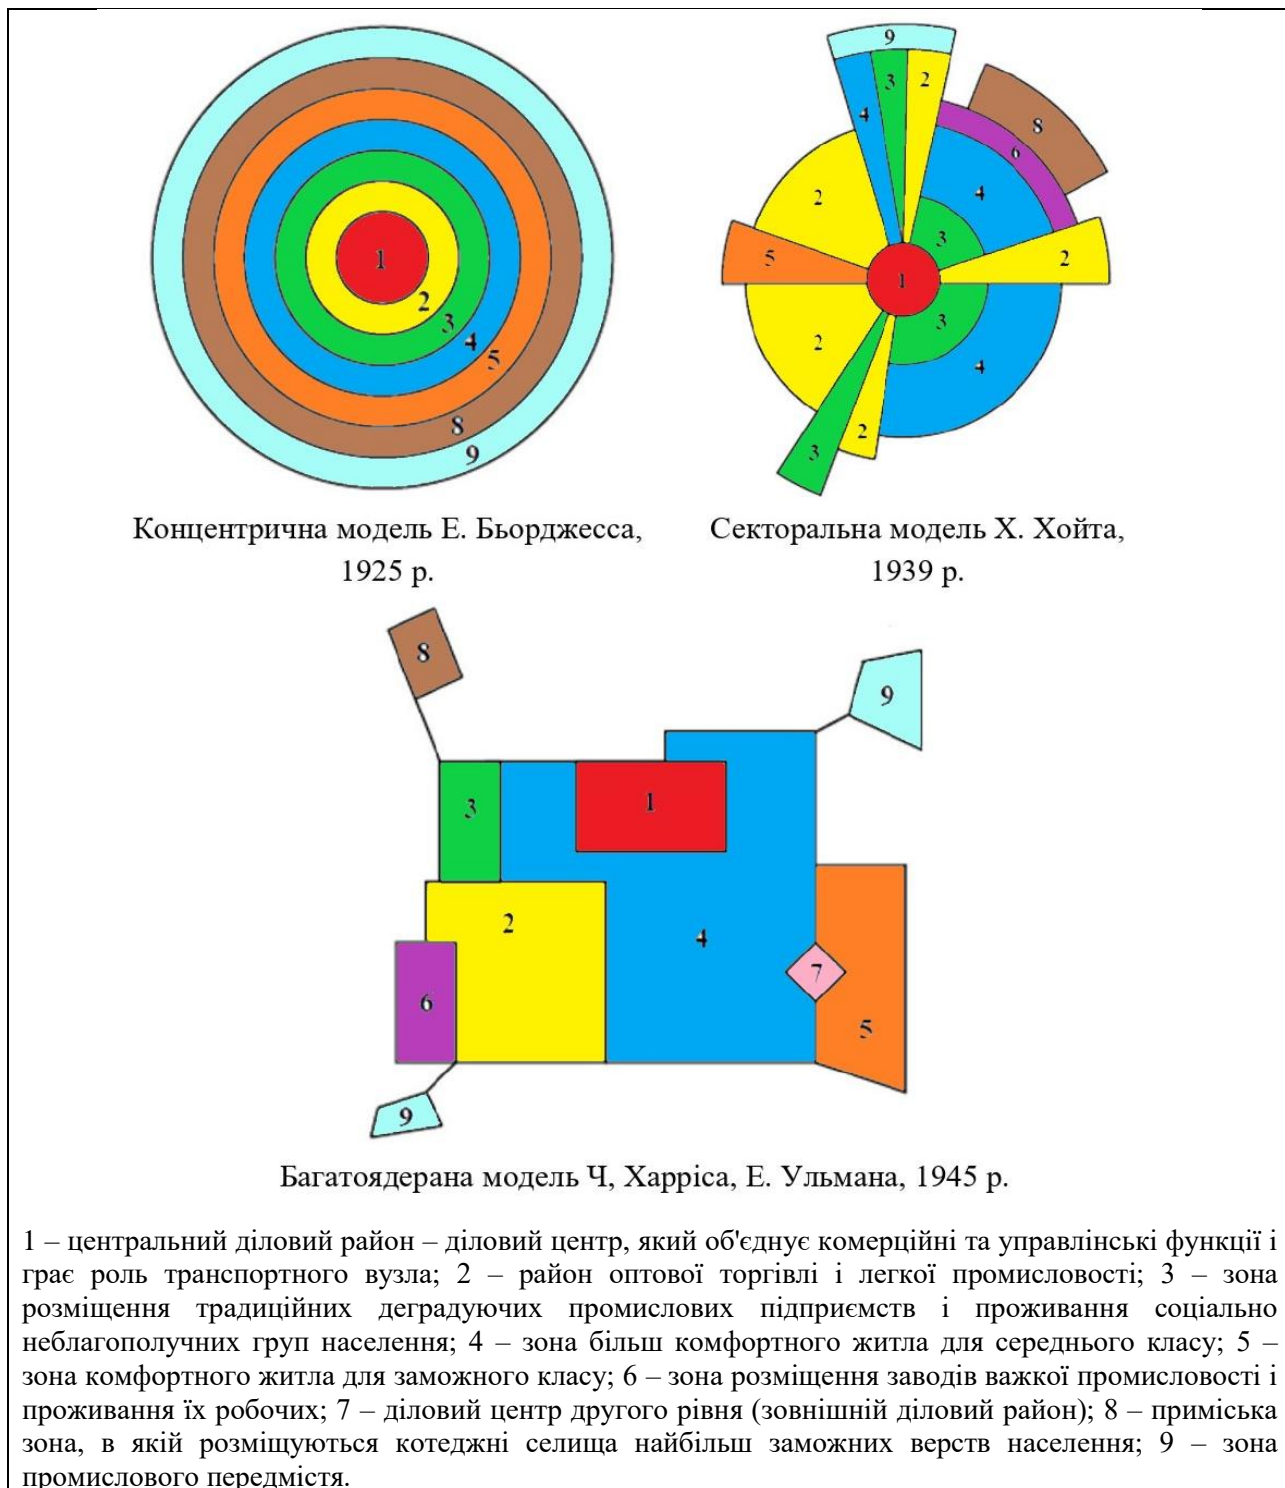 1
2
3
4
5
8
9
9
4
3
2
8
6
4
2
3
5
1
2
2
3
4
2
3
Концентрична модель Е. Бьорджесса,
1925 р.
Секторальна модель Х. Хойта,
1939 р.
8
9
3
1
2
4
7
6
5
9
Багатоядерана модель Ч, Харріса, Е. Ульмана, 1945 р.
1 – центральний діловий район – діловий центр, який об'єднує комерційні та управлінські функції і
грає роль транспортного вузла; 2 – район оптової торгівлі і легкої промисловості; 3 – зона
розміщення традиційних деградуючих промислових підприємств і проживання соціально
неблагополучних груп населення; 4 – зона більш комфортного житла для середнього класу; 5 –
зона комфортного житла для заможного класу; 6 – зона розміщення заводів важкої промисловості і
проживання їх робочих; 7 – діловий центр другого рівня (зовнішній діловий район); 8 – приміська
зона, в якій розміщуються котеджні селища найбільш заможних верств населення; 9 – зона
промислового передмістя.